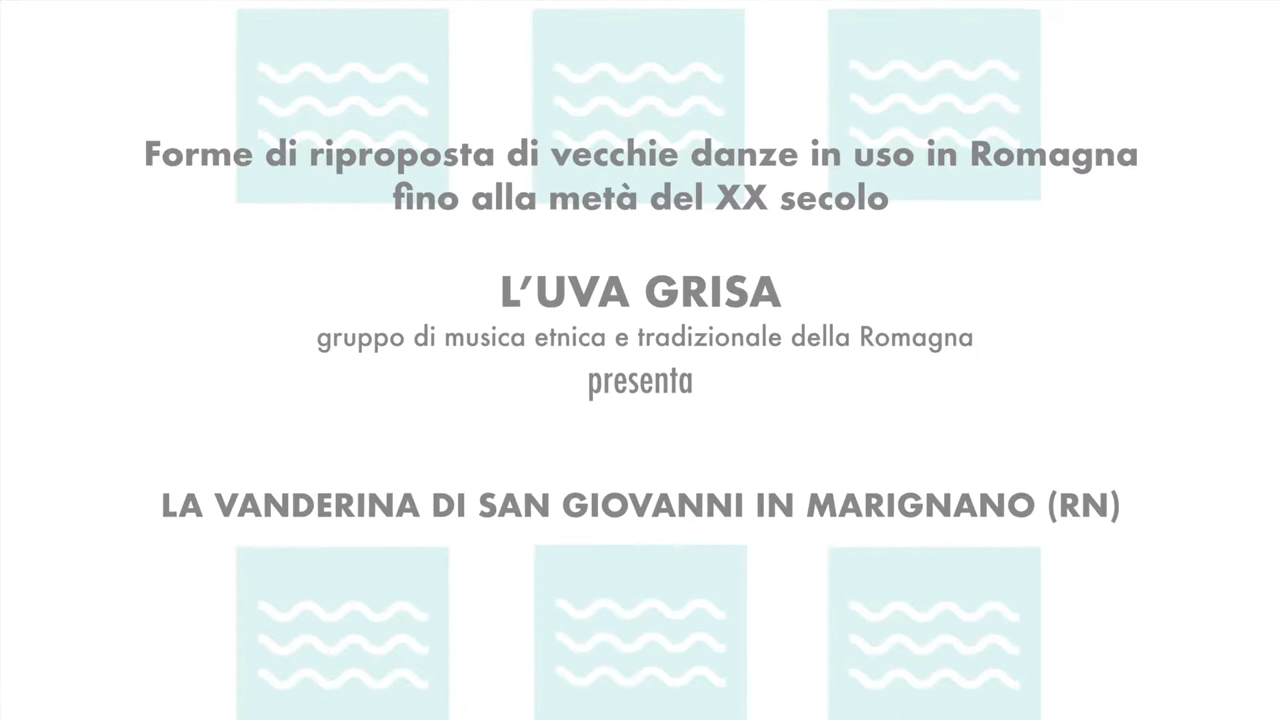 Forme di riproposta di vecchie danze in uso in Romagna
fino alla metà del XX secolo
L’UVA GRISA
gruppo di musica etnica e tradizionale della Romagna
presenta
LA VANDERINA DI SAN GIOVANNI IN MARIGNANO (RN)